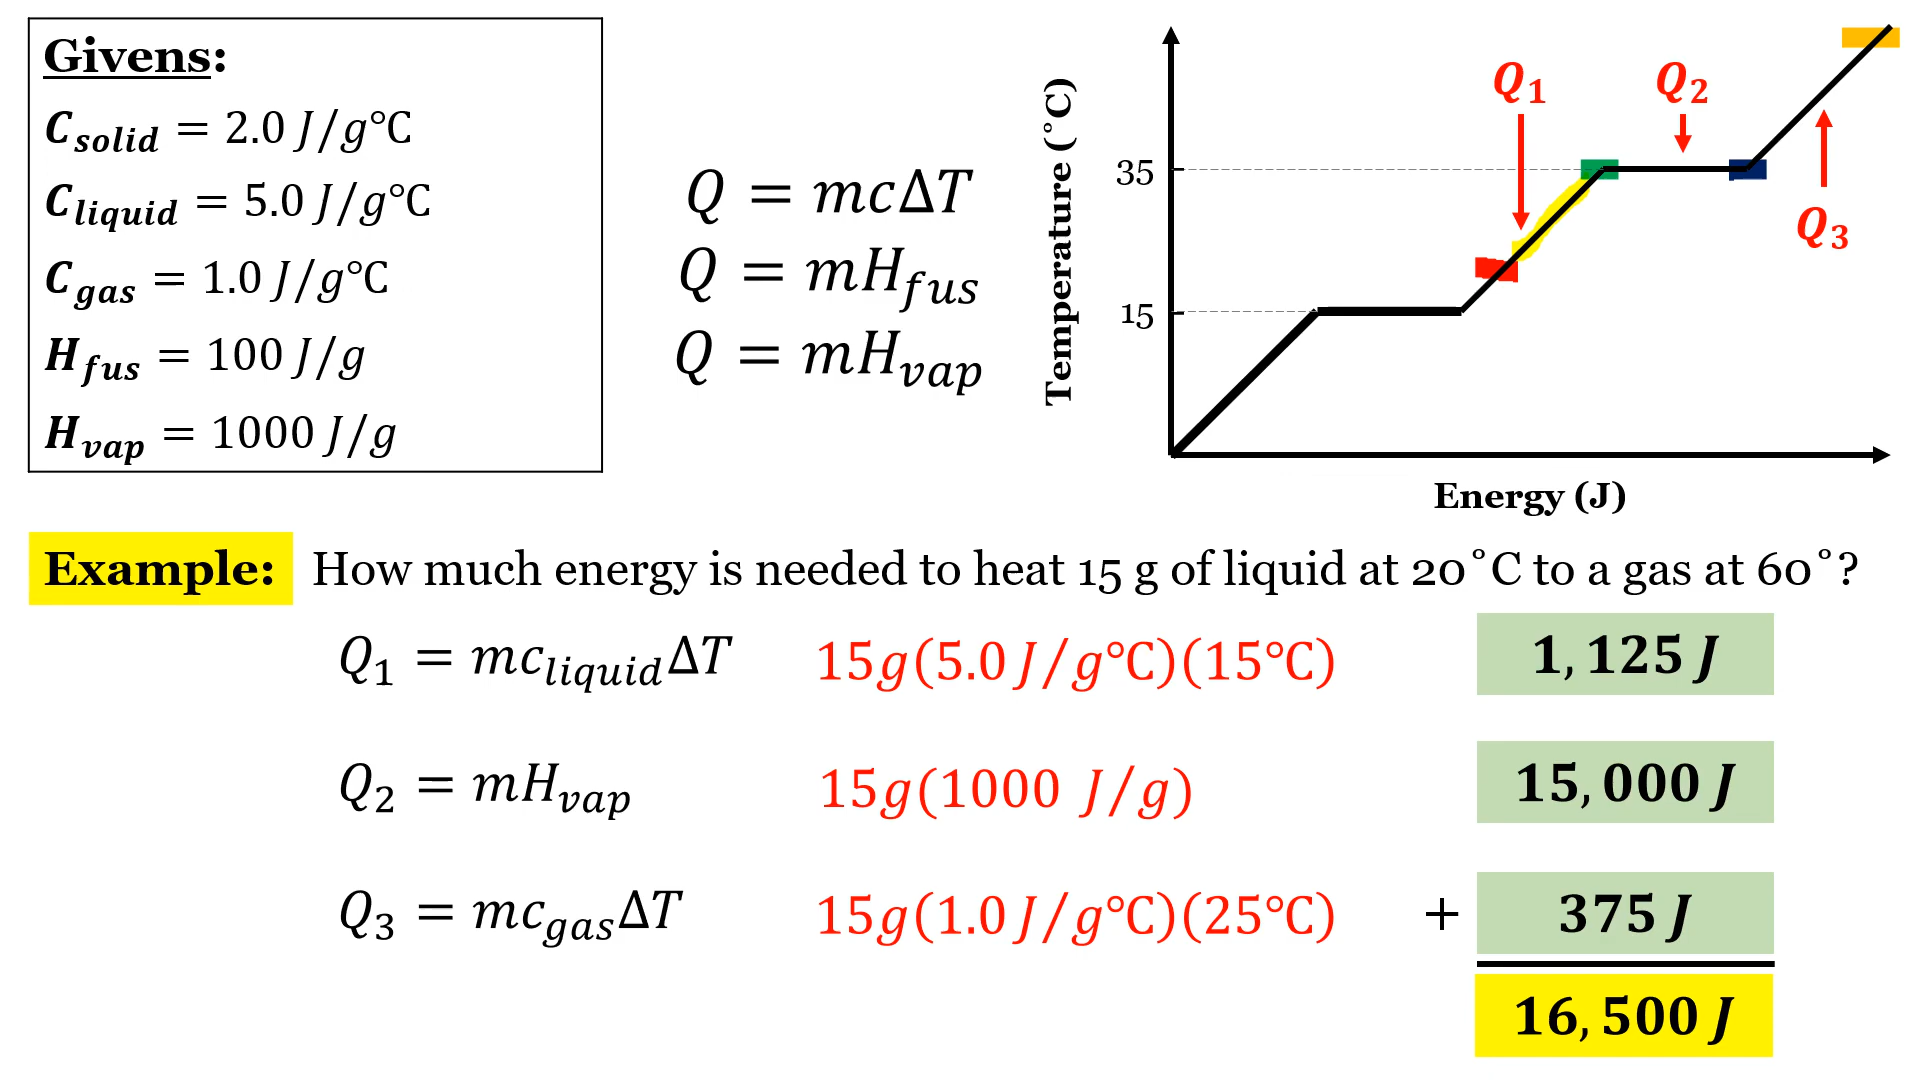 Givens:
C_solid = 2.0 J/g°C
C_liquid = 5.0 J/g°C
C_gas = 1.0 J/g°C
H_fus = 100 J/g
H_vap = 1000 J/g
Q = mcΔT
Q = mH_fus
Q = mH_vap
Temperature (°C)
35
15
Q1
Q2
Q3
Energy (J)
Example: How much energy is needed to heat 15 g of liquid at 20°C to a gas at 60°?
Q₁ = mc_liquidΔT 15g(5.0 J/g°C)(15°C) 1,125 J
Q₂ = mH_vap 15g(1000 J/g) 15,000 J
Q₃ = mc_gasΔT 15g(1.0 J/g°C)(25°C) + 375 J
16,500 J